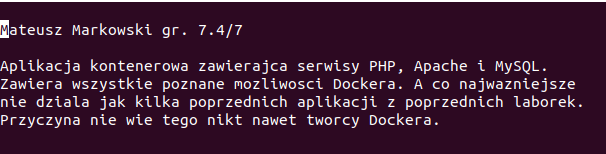 Mateusz Markowski gr. 7.4/7
Aplikacja kontenerowa zawierajca serwisy PHP, Apache i MySQL.
Zawiera wszystkie poznane mozliwosci Dockera. A co najwazniejsze
nie dziala jak kilka poprzednich aplikacji z poprzednich laborek.
Przyczyna nie wie tego nikt nawet tworcy Dockera.